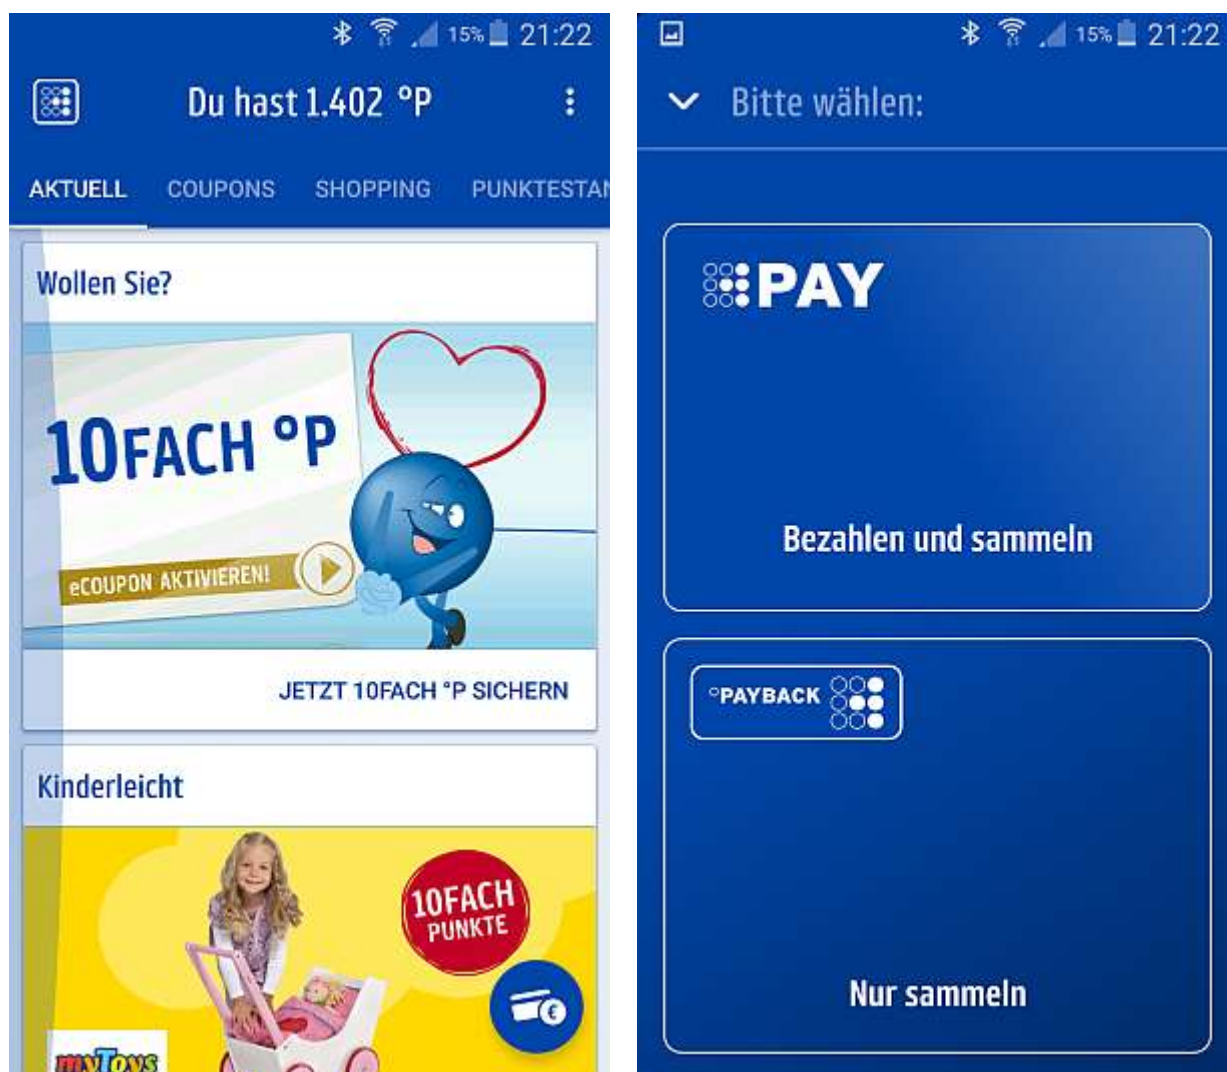 15% 21:22
Du hast 1.402 °P
AKTUELL COUPONS SHOPPING PUNKTESTAN
Wollen Sie?
10FACH °P
eCOUPON AKTIVIEREN!
JETZT 10FACH °P SICHERN
Kinderleicht
10FACH
PUNKTE
€
myToys
15% 21:22
Bitte wählen:
PAY
Bezahlen und sammeln
°PAYBACK
Nur sammeln